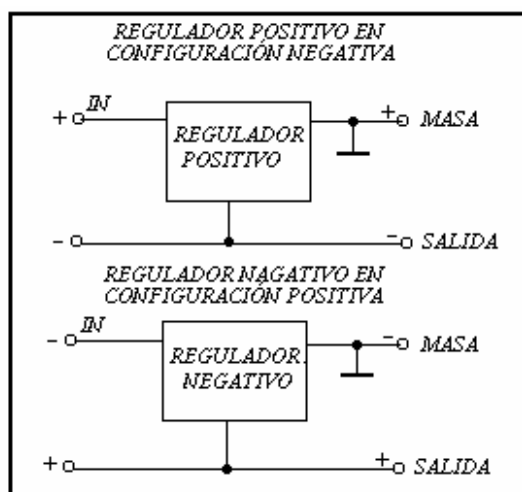 REGULADOR POSITIVO EN
CONFIGURACIÓN NEGATIVA
+ IN + MASA
REGULADOR
POSITIVO
- - SALIDA
REGULADOR NAGATIVO EN
CONFIGURACIÓN POSITIVA
- IN - MASA
REGULADOR.
NEGATIVO
+ + SALIDA